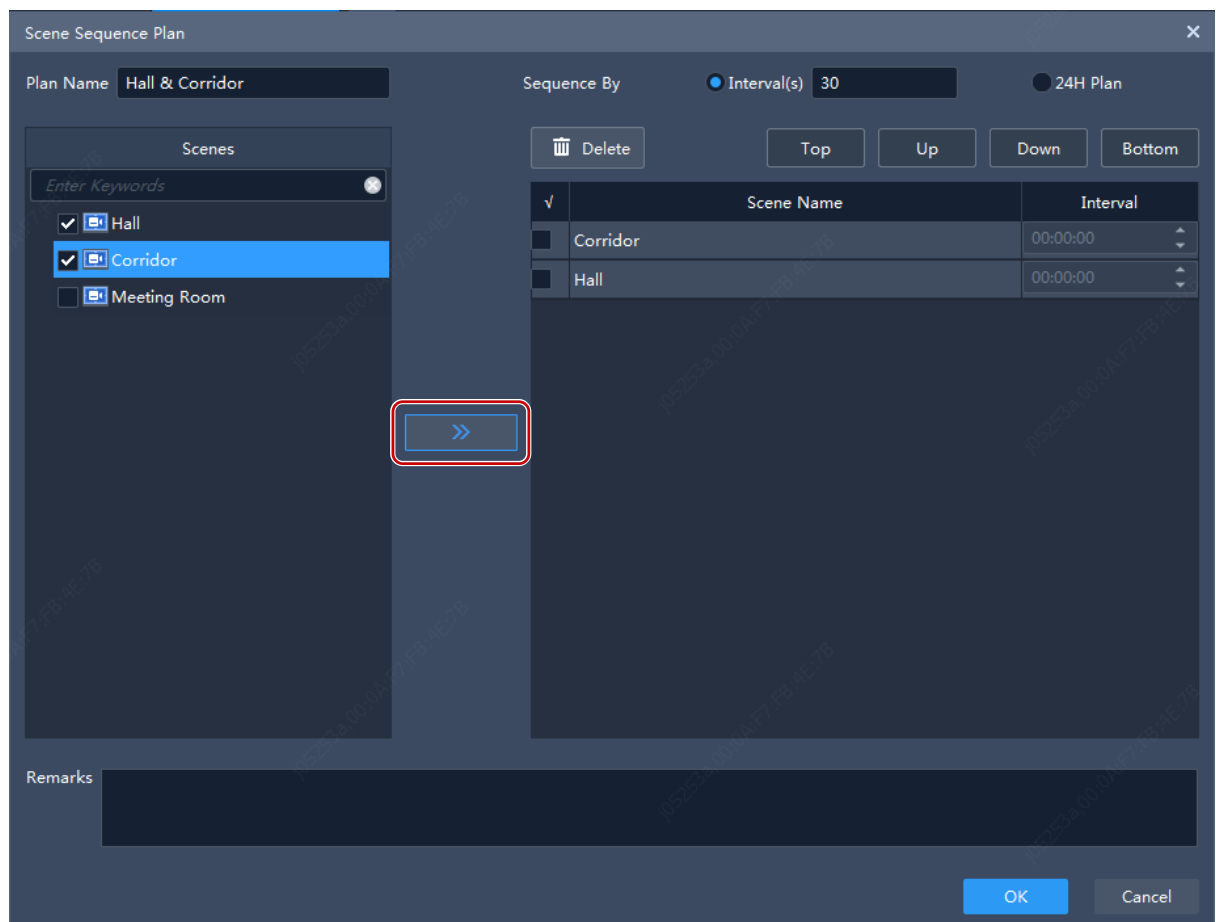 Scene Sequence Plan
Plan Name Hall & Corridor Sequence By Interval(s) 30 24H Plan
Scenes
Enter Keywords
Hall
Corridor
Meeting Room
Delete Top Up Down Bottom
√ Scene Name Interval
Corridor 00:00:00
Hall 00:00:00
Remarks
OK Cancel